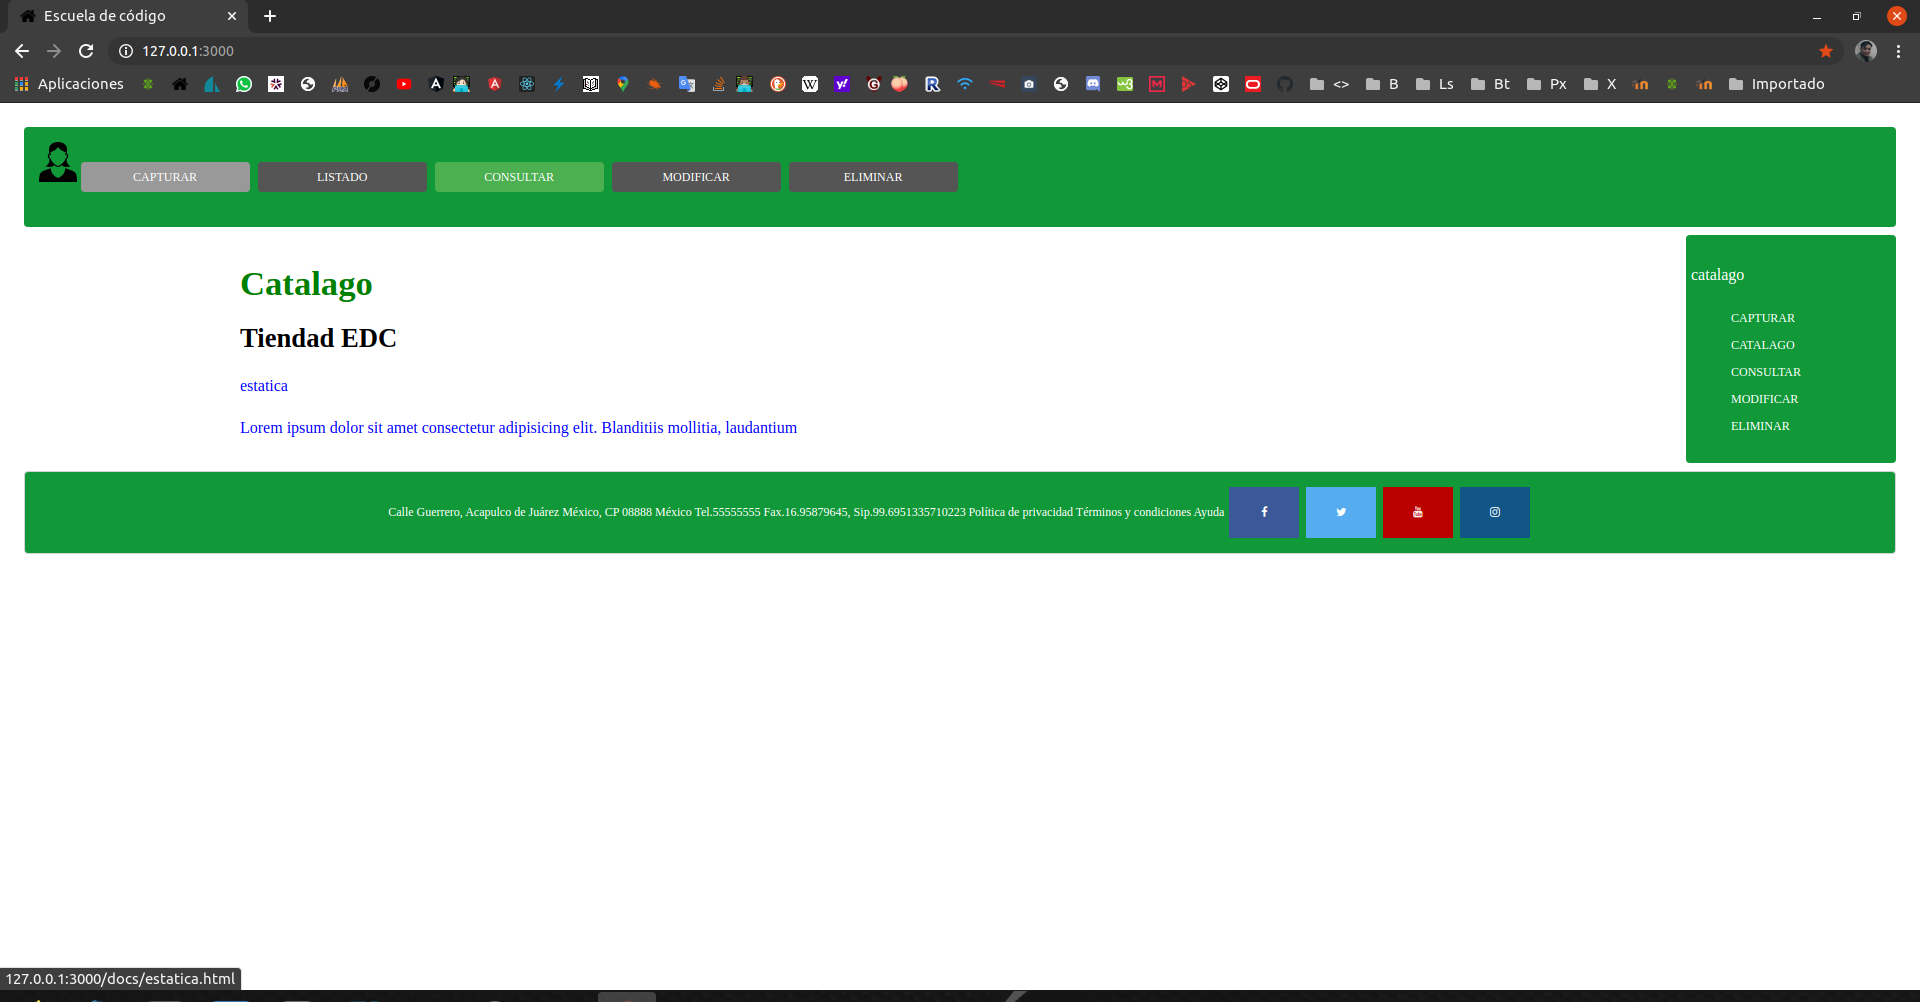 Escuela de código
127.0.0.1:3000
Aplicaciones <> B Ls Bt Px X Importado
CAPTURAR LISTADO CONSULTAR MODIFICAR ELIMINAR
Catalago
Tiendad EDC
estatica
Lorem ipsum dolor sit amet consectetur adipisicing elit. Blanditiis mollitia, laudantium
catalago
CAPTURAR
CATALAGO
CONSULTAR
MODIFICAR
ELIMINAR
Calle Guerrero, Acapulco de Juárez México, CP 08888 México Tel.55555555 Fax.16.95879645, Sip.99.6951335710223 Política de privacidad Términos y condiciones Ayuda
127.0.0.1:3000/docs/estatica.html